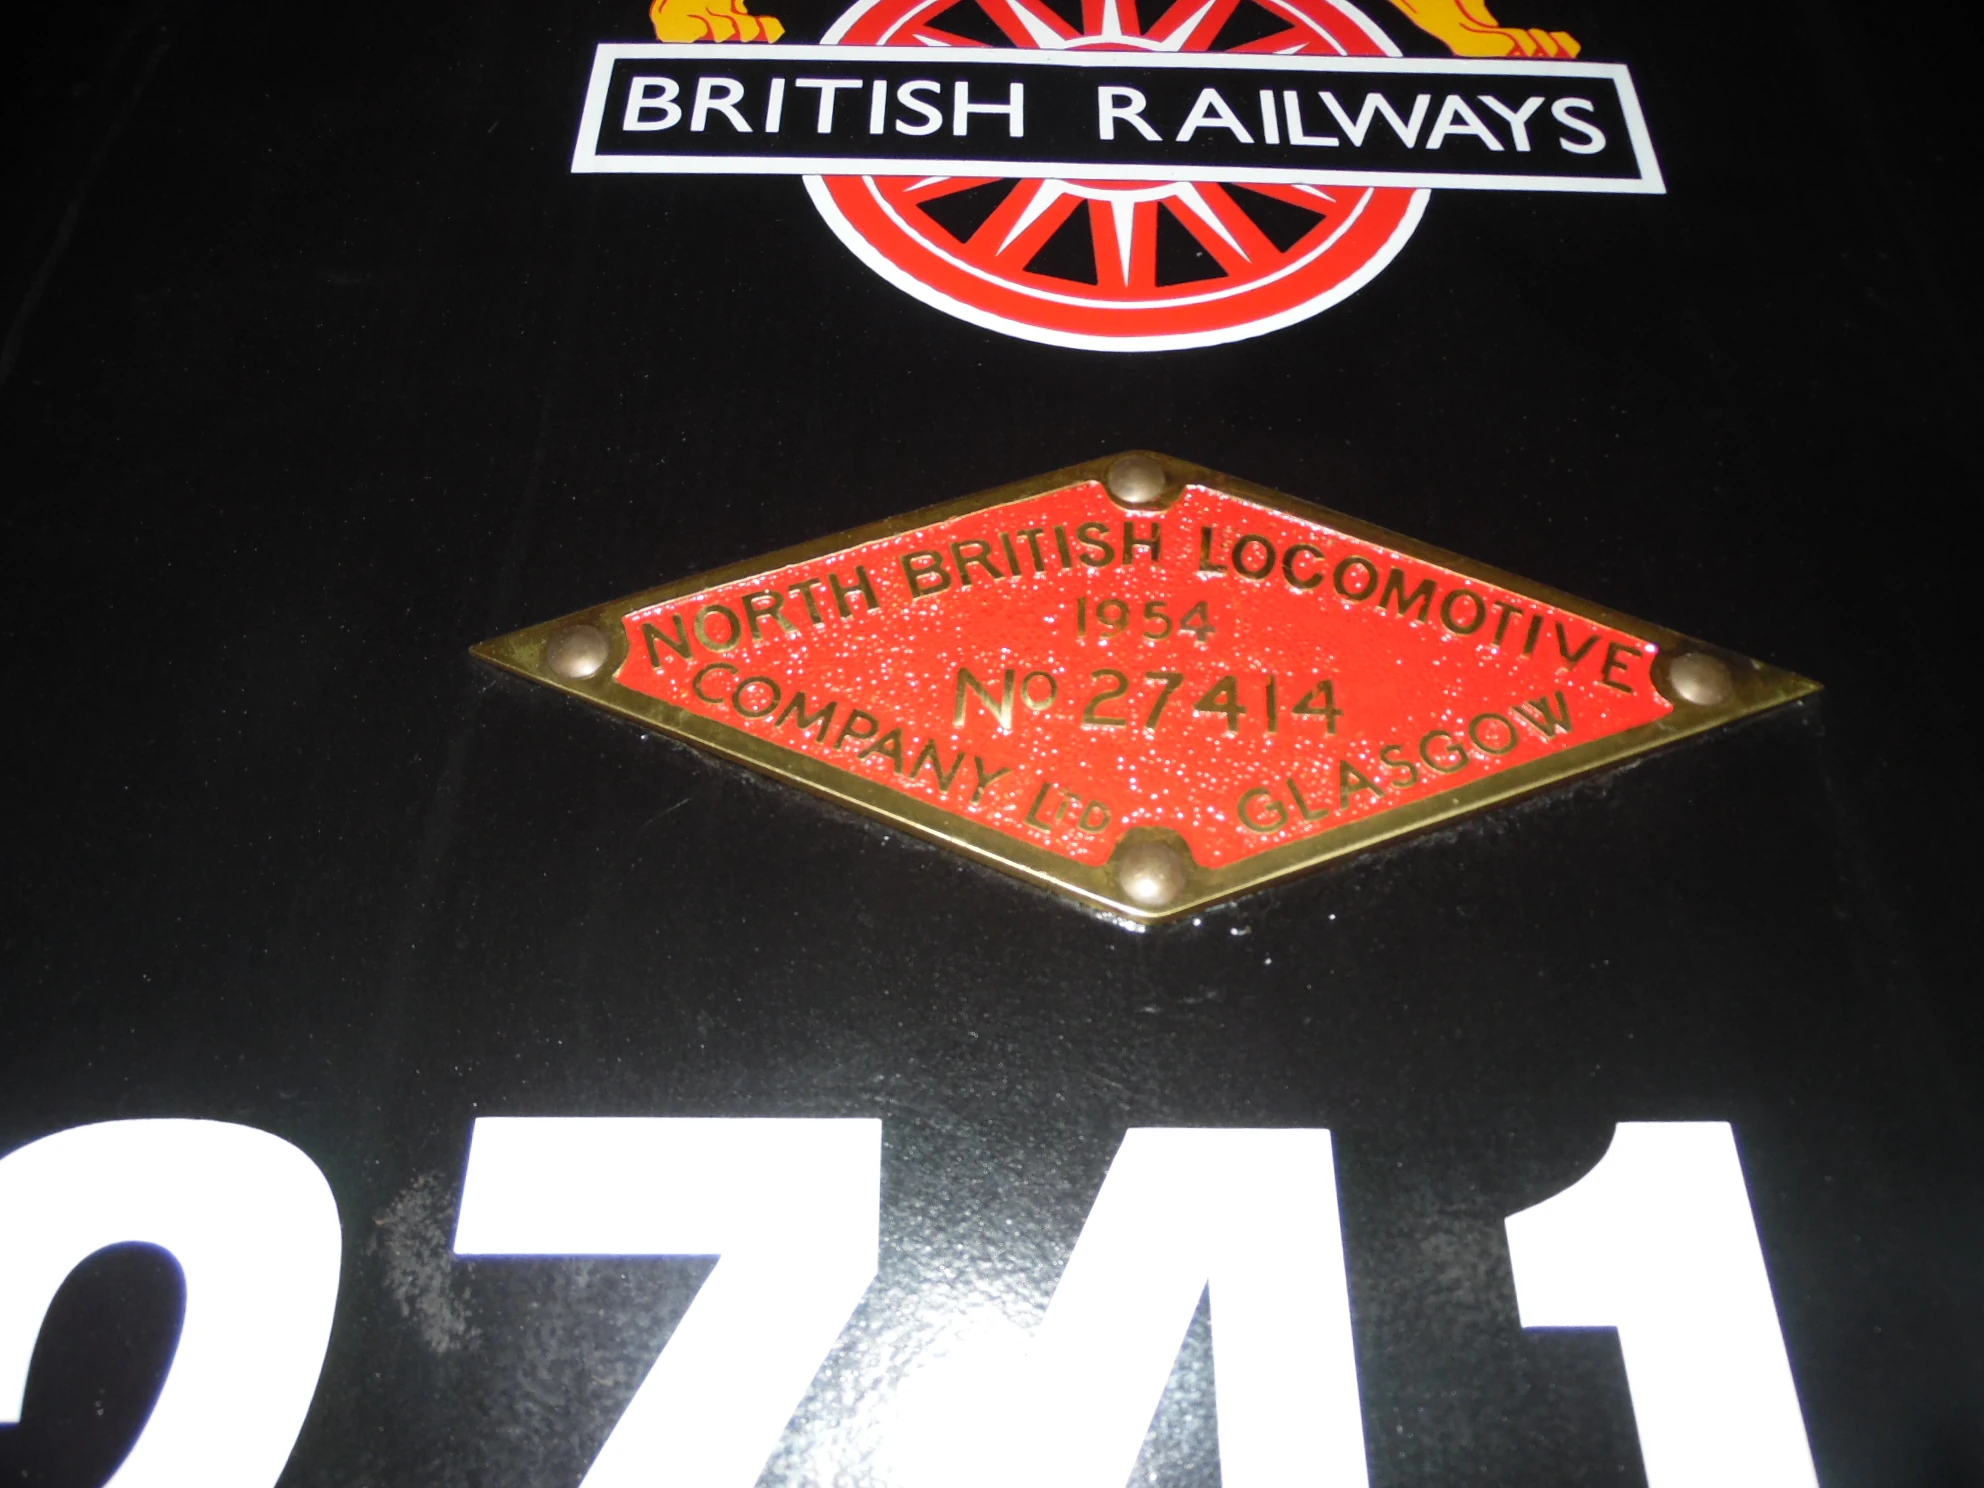 BRITISH RAILWAYS
NORTH BRITISH LOCOMOTIVE
1954
No 27414
COMPANY LTD GLASGOW
2741